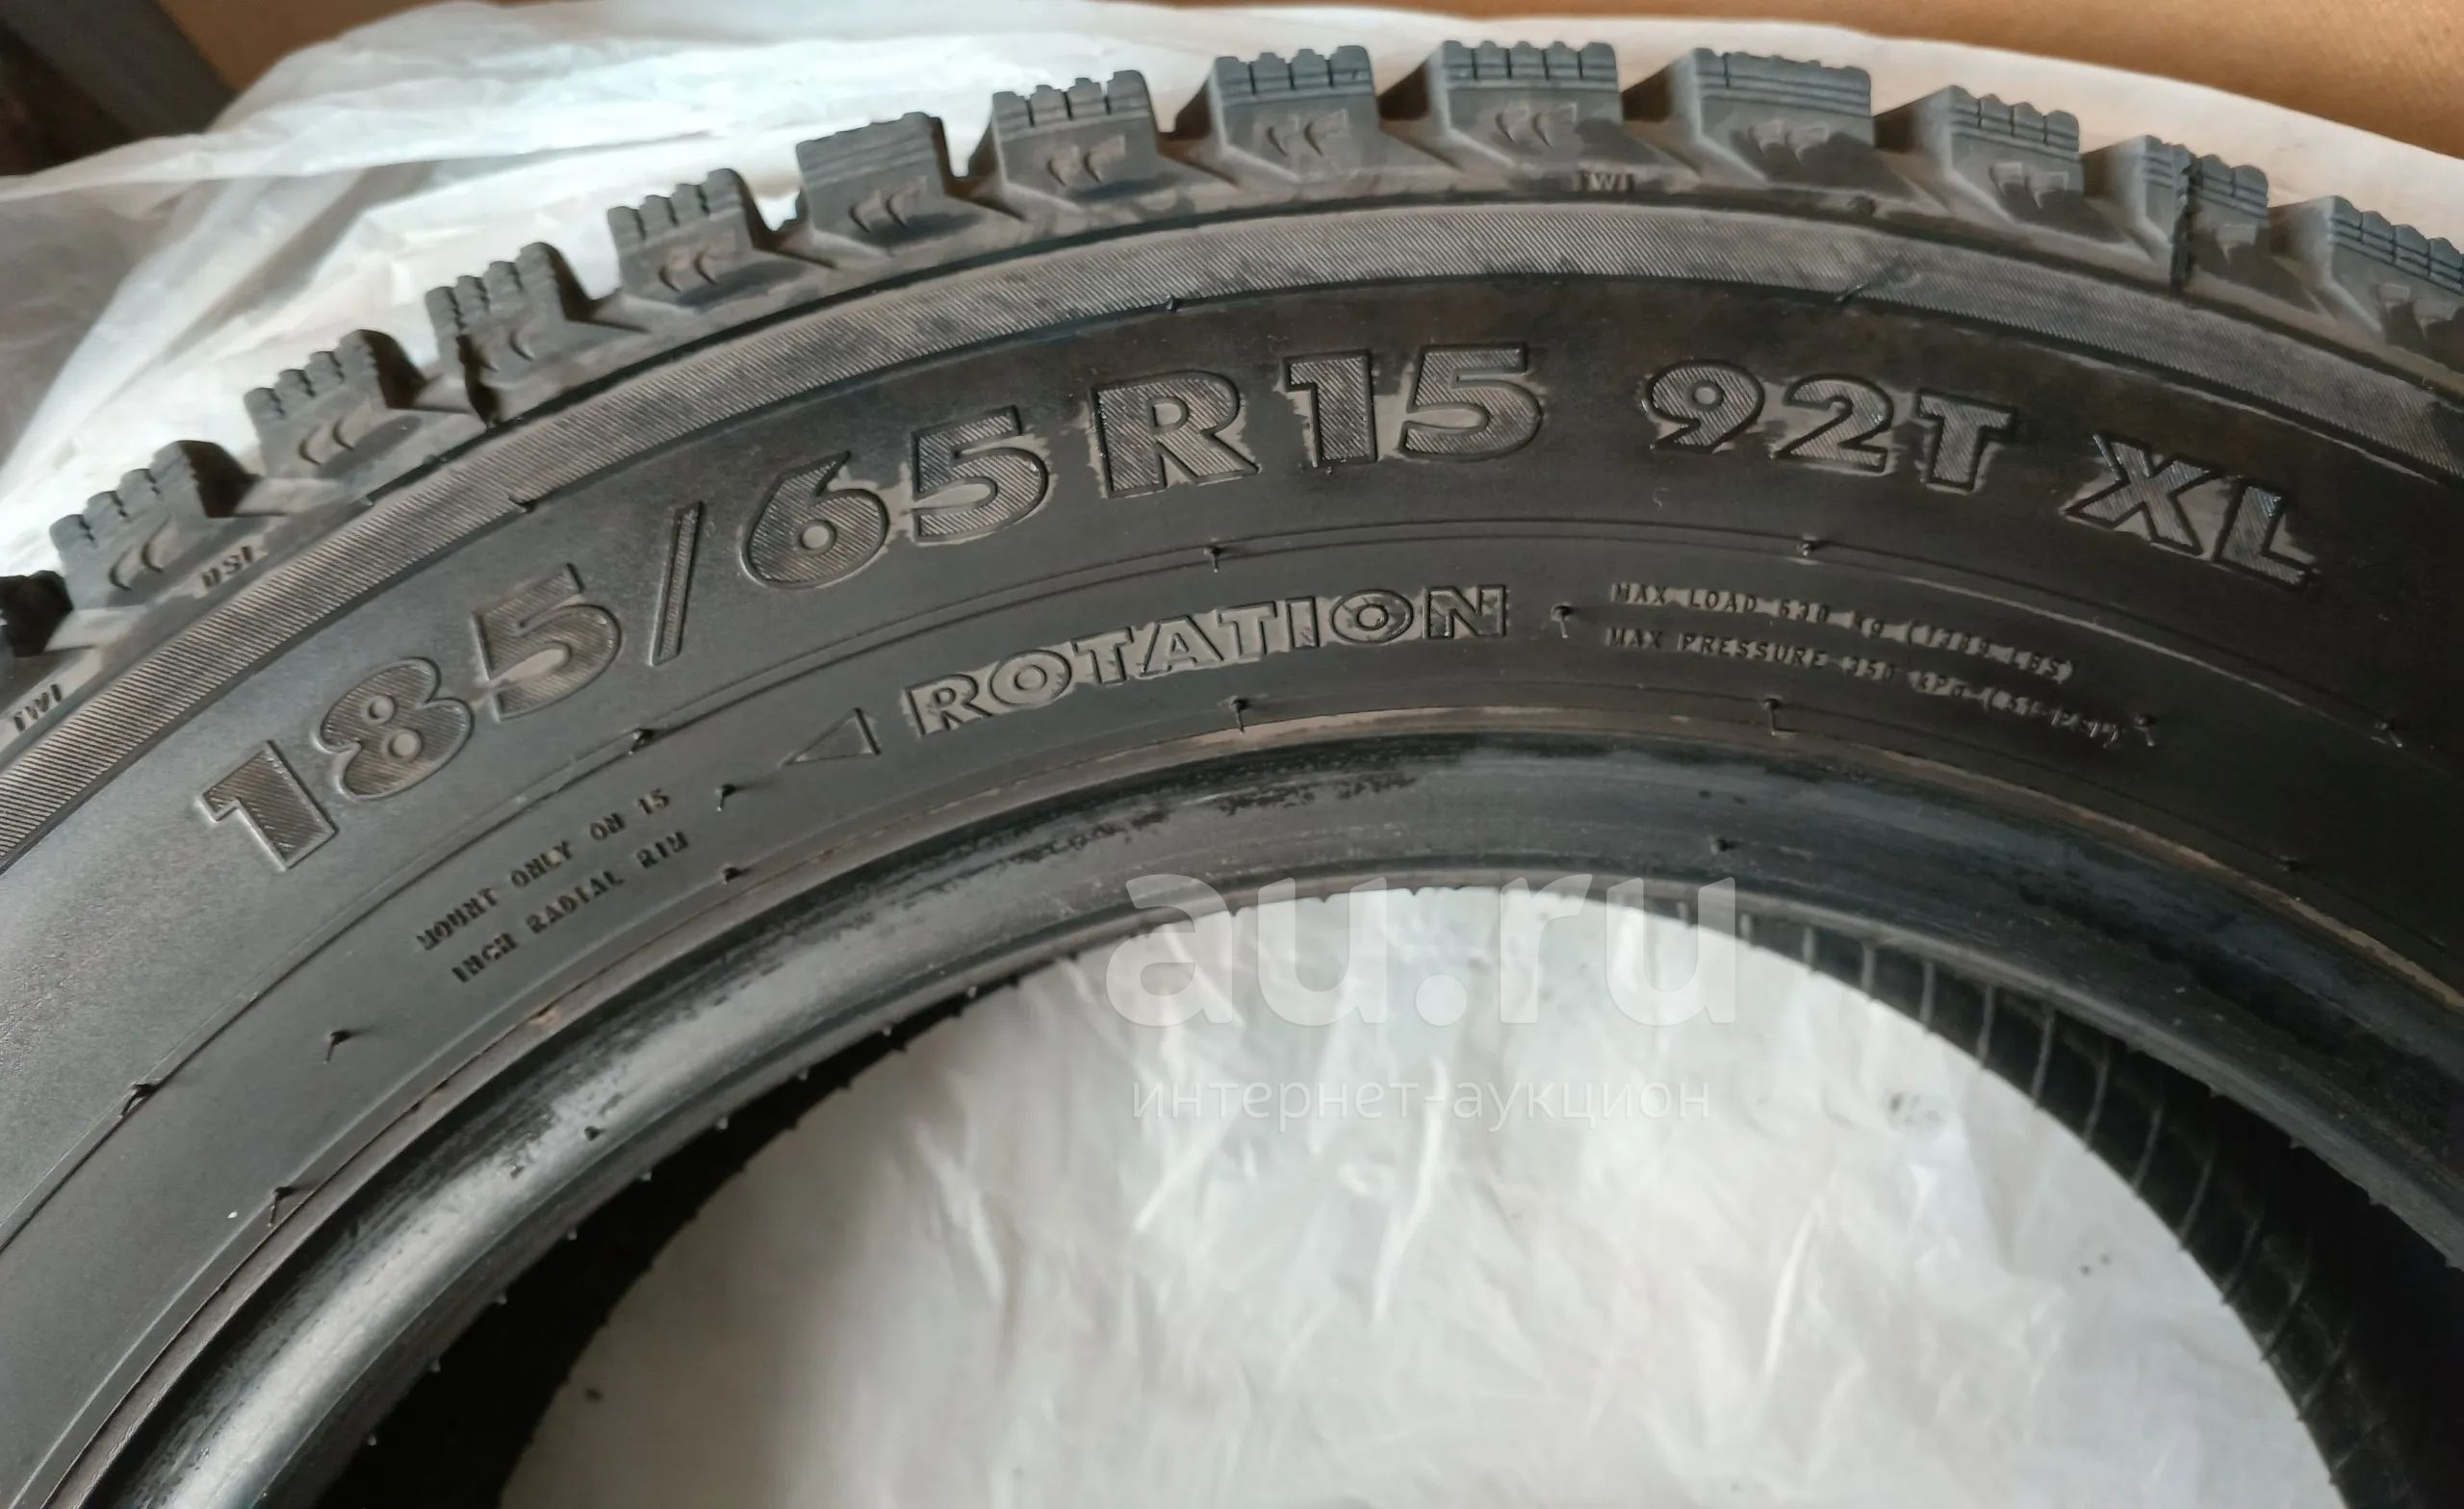 TWI
DSI
TWI
185/65R15 92T XL
ROTATION
MAX LOAD 630 kg (1389 LBS)
MAX PRESSURE 350 kPa (51 PSI)
MOUNT ONLY ON 15
INCH RADIAL RIM
au.ru
интернет-аукцион